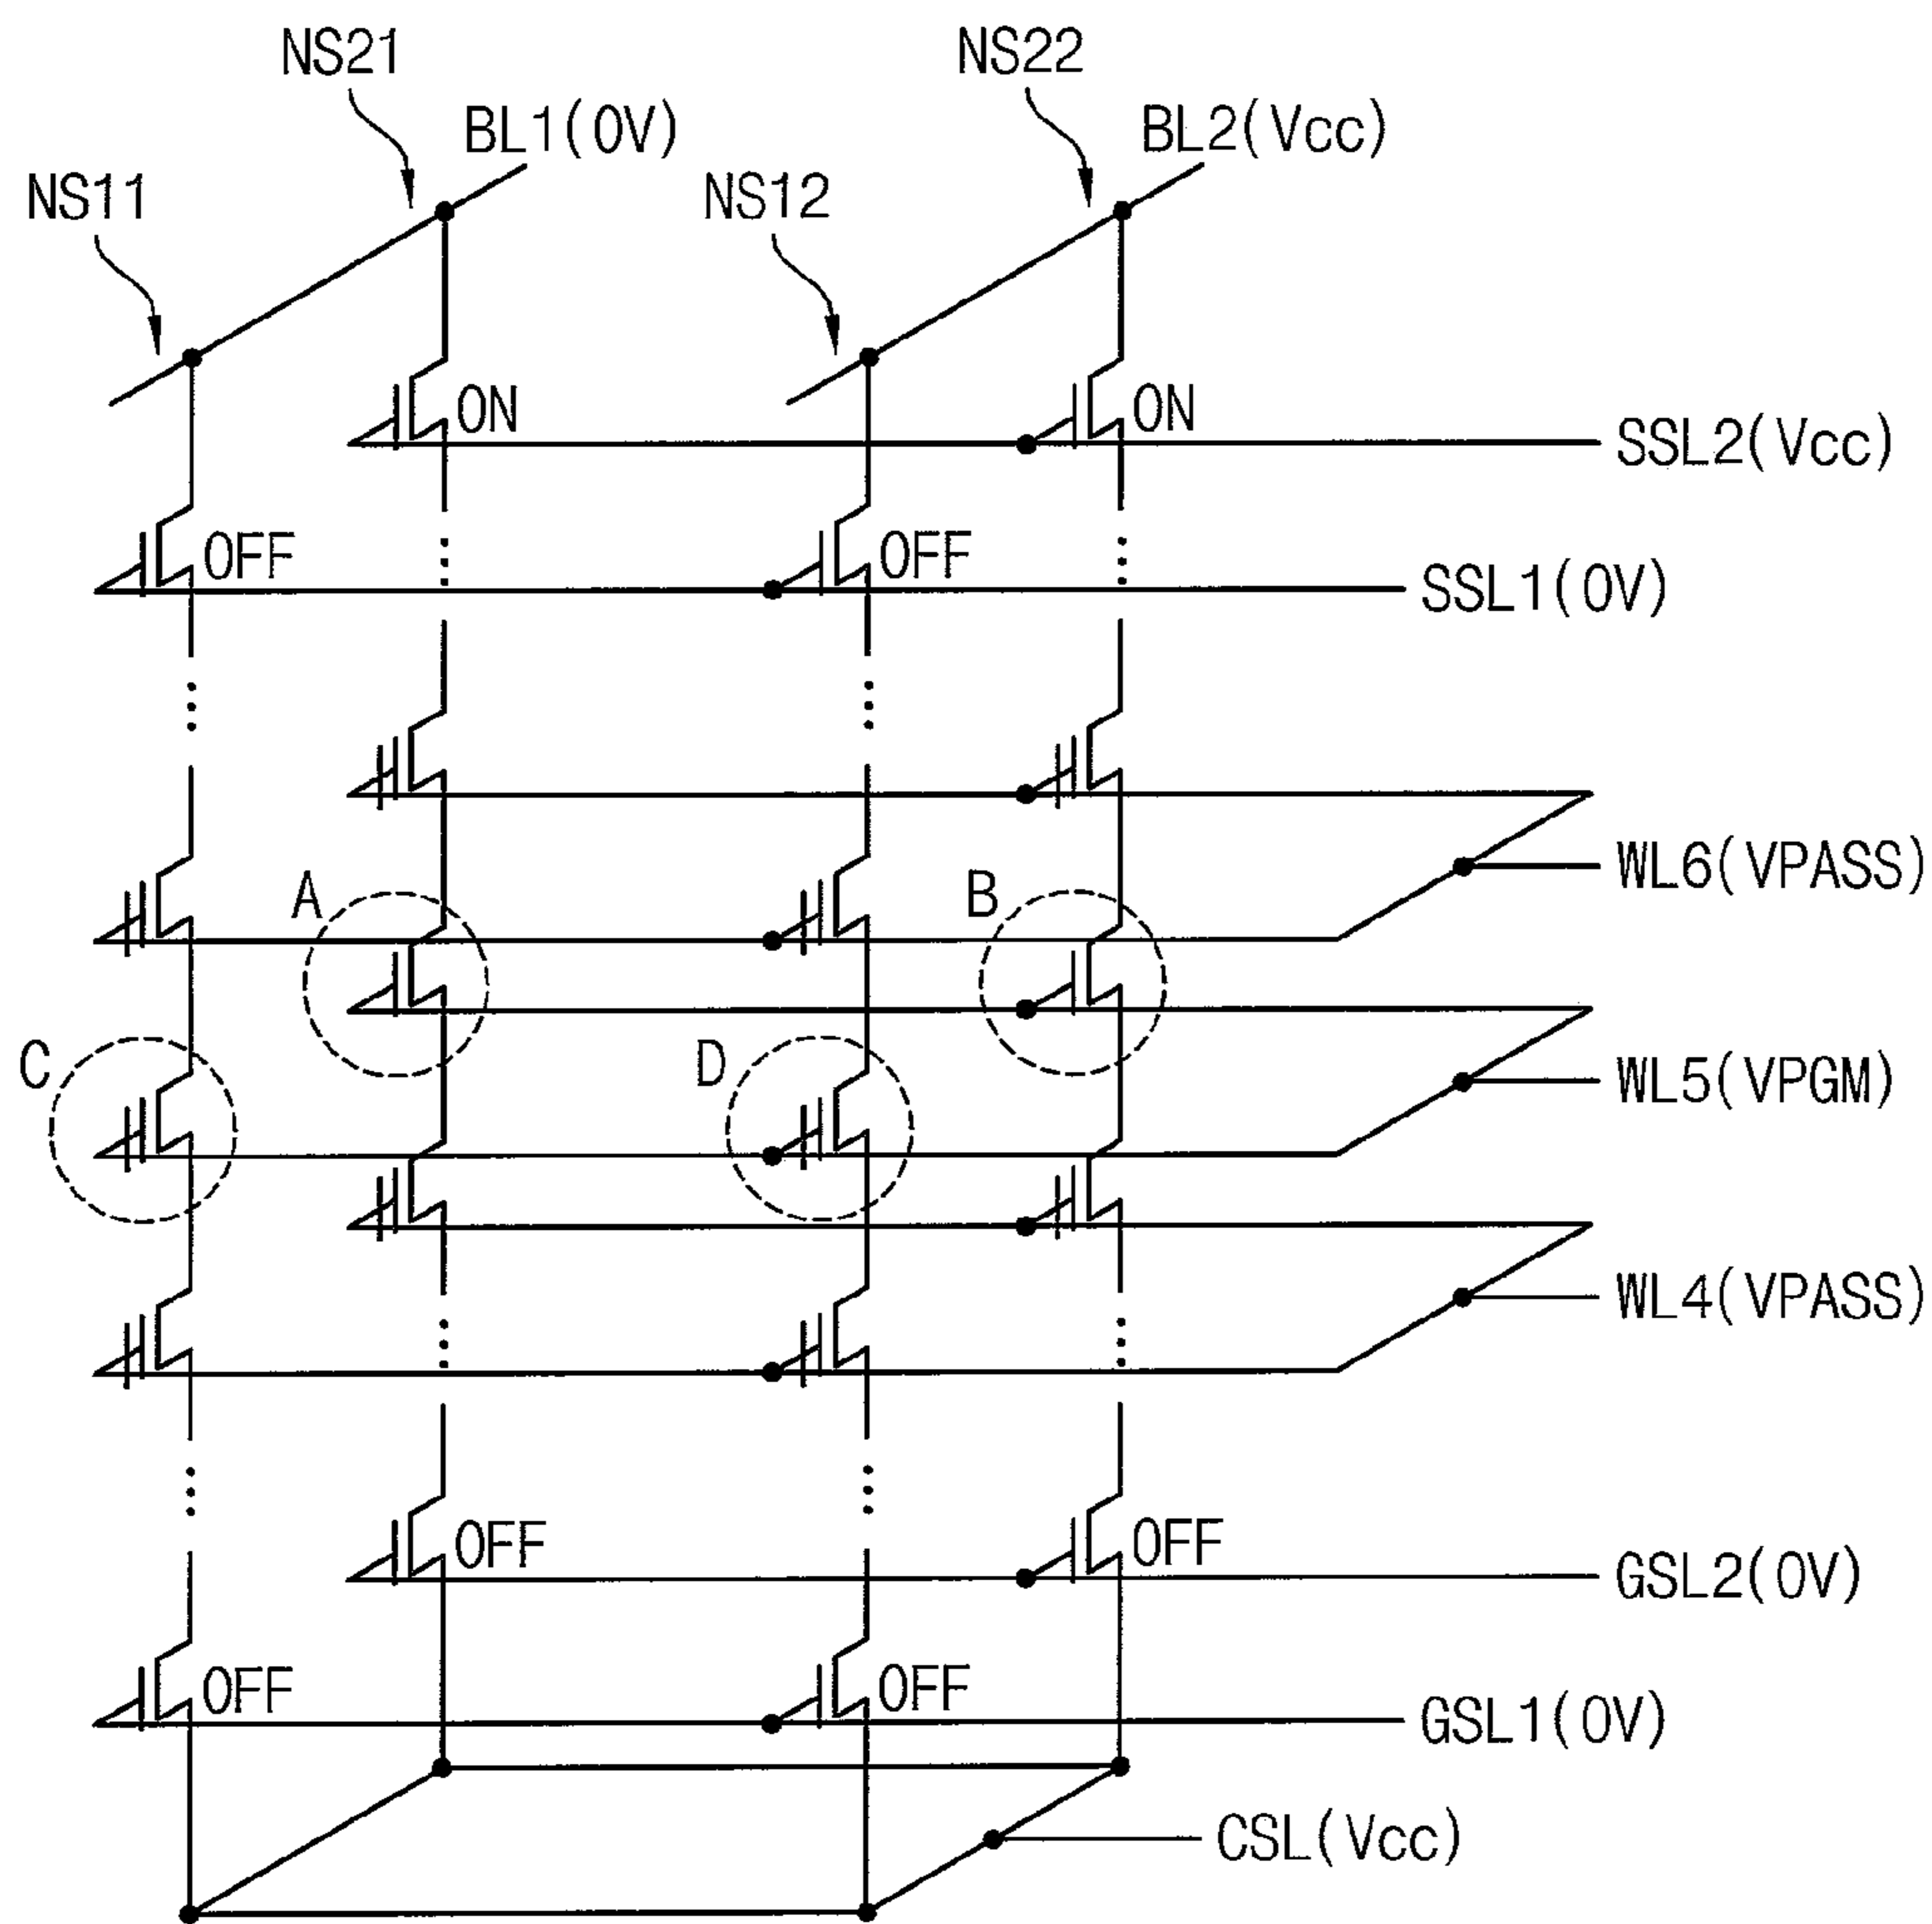 NS21
NS22
BL1(0V)
BL2(Vcc)
NS11
NS12
ON
ON
SSL2(Vcc)
OFF
OFF
SSL1(0V)
WL6(VPASS)
A
B
C
D
WL5(VPGM)
WL4(VPASS)
OFF
OFF
GSL2(0V)
OFF
OFF
GSL1(0V)
CSL(Vcc)